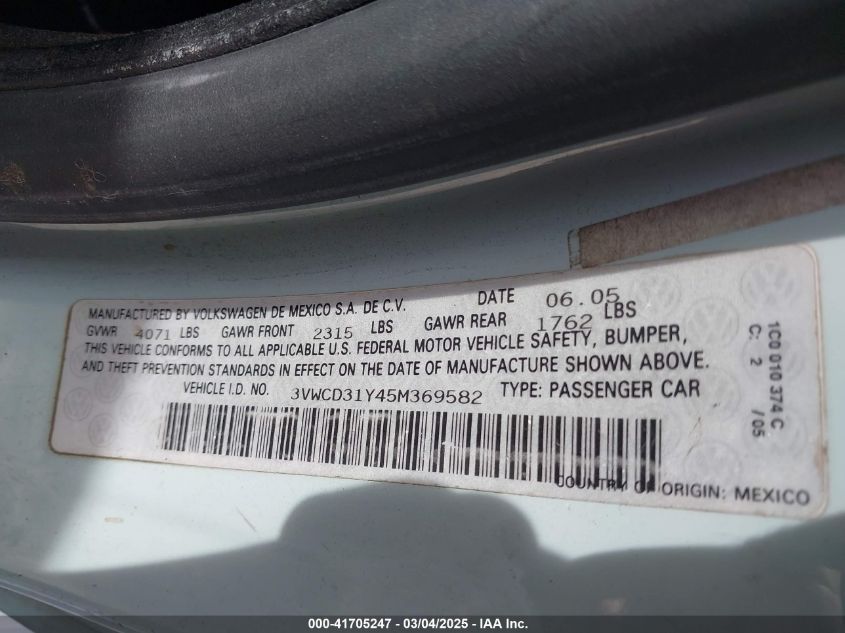 MANUFACTURED BY VOLKSWAGEN DE MEXICO S.A. DE C.V. DATE 06.05
GVWR 4071 LBS GAWR FRONT 2315 LBS GAWR REAR 1762 LBS
THIS VEHICLE CONFORMS TO ALL APPLICABLE U.S. FEDERAL MOTOR VEHICLE SAFETY, BUMPER,
AND THEFT PREVENTION STANDARDS IN EFFECT ON THE DATE OF MANUFACTURE SHOWN ABOVE.
VEHICLE I.D. NO. 3VWCD31Y45M369582 TYPE: PASSENGER CAR
COUNTRY OF ORIGIN: MEXICO
1C0 010 374 C
C: 2 /05
000-41705247 - 03/04/2025 - IAA Inc.